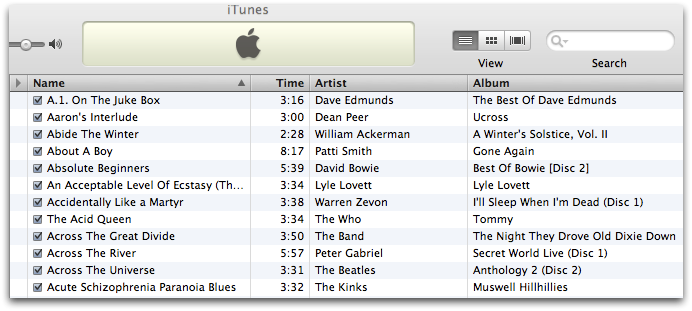 iTunes
View Search
Name Time Artist Album
A.1. On The Juke Box 3:16 Dave Edmunds The Best Of Dave Edmunds
Aaron's Interlude 3:00 Dean Peer Ucross
Abide The Winter 2:28 William Ackerman A Winter's Solstice, Vol. II
About A Boy 8:17 Patti Smith Gone Again
Absolute Beginners 5:39 David Bowie Best Of Bowie [Disc 2]
An Acceptable Level Of Ecstasy (Th... 3:34 Lyle Lovett Lyle Lovett
Accidentally Like a Martyr 3:38 Warren Zevon I'll Sleep When I'm Dead (Disc 1)
The Acid Queen 3:34 The Who Tommy
Across The Great Divide 3:50 The Band The Night They Drove Old Dixie Down
Across The River 5:57 Peter Gabriel Secret World Live (Disc 1)
Across The Universe 3:31 The Beatles Anthology 2 (Disc 2)
Acute Schizophrenia Paranoia Blues 3:32 The Kinks Muswell Hillhillies